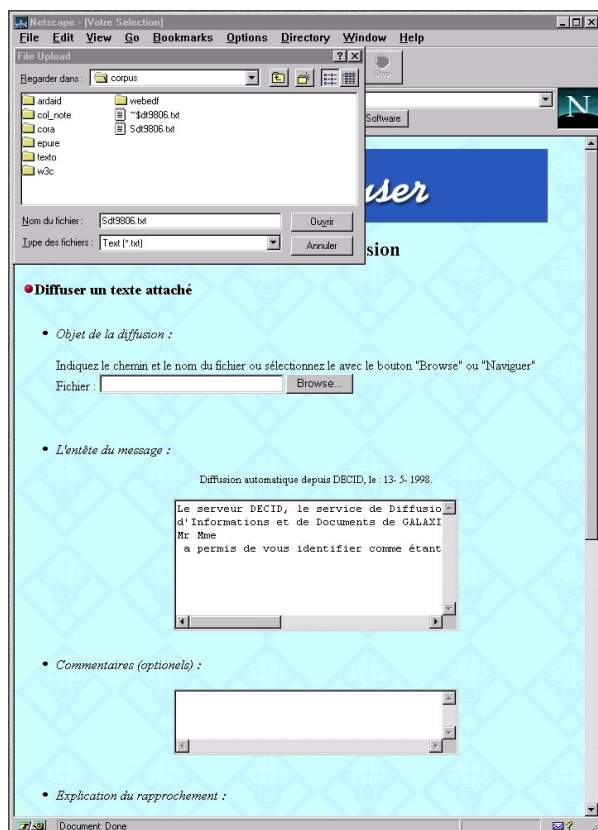 Netscape - [Votre Selection]
File Edit View Go Bookmarks Options Directory Window Help
File Upload
Regarder dans : corpus
Stop
ardaid
col_note
cora
epure
texto
w3c
webedf
~$dt9806.txt
Sdt9806.txt
Software
N
Nom du fichier : Sdt9806.txt Ouvrir
Type des fichiers : Text (*.txt) Annuler
user
sion
Diffuser un texte attaché
• Objet de la diffusion :
Indiquez le chemin et le nom du fichier ou sélectionnez le avec le bouton "Browse" ou "Naviguer"
Fichier : Browse...
• L'entête du message :
Diffusion automatique depuis DECID, le : 13- 5- 1998.
Le serveur DECID, le service de Diffusio
d'Informations et de Documents de GALAXI
Mr Mme
a permis de vous identifier comme étant
• Commentaires (optionels) :
• Explication du rapprochement :
Document: Done